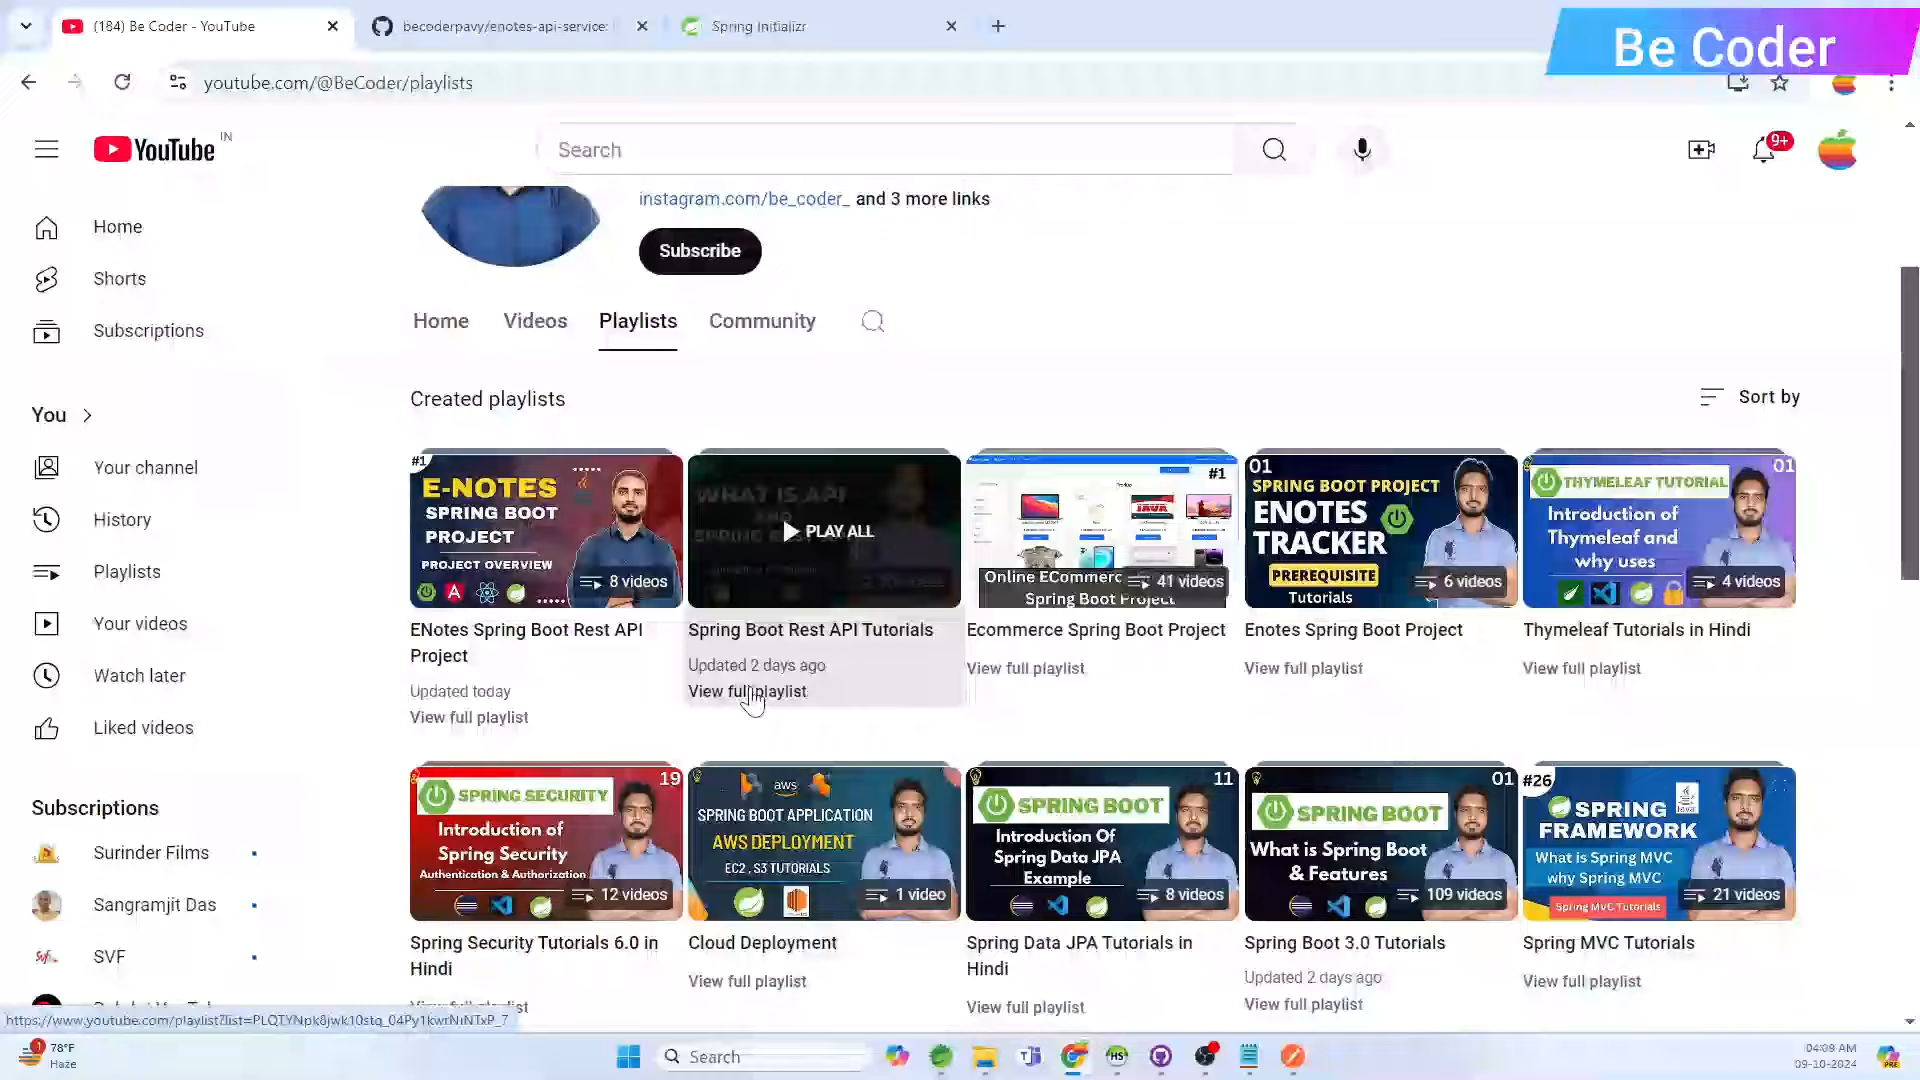 (184) Be Coder - YouTube
becoderpavy/enotes-api-service:
Spring Initializr
Be Coder
youtube.com/@BeCoder/playlists
YouTube IN
Search
9+
instagram.com/be_coder_ and 3 more links
Subscribe
Home
Shorts
Subscriptions
Home Videos Playlists Community
Created playlists
Sort by
You
Your channel
History
Playlists
Your videos
Watch later
Liked videos
Subscriptions
Surinder Films
Sangramjit Das
SVF
#1
E-NOTES
SPRING BOOT
PROJECT
PROJECT OVERVIEW
8 videos
ENotes Spring Boot Rest API
Project
Updated today
View full playlist
WHAT IS API
PLAY ALL
Spring Boot Rest API Tutorials
Updated 2 days ago
View full playlist
#1
Online ECommerc
Spring Boot Project
41 videos
Ecommerce Spring Boot Project
View full playlist
01
SPRING BOOT PROJECT
ENOTES
TRACKER
PREREQUISITE
Tutorials
6 videos
Enotes Spring Boot Project
View full playlist
01
THYMELEAF TUTORIAL
Introduction of
Thymeleaf and
why uses
4 videos
Thymeleaf Tutorials in Hindi
View full playlist
19
SPRING SECURITY
Introduction of
Spring Security
Authentication & Authorization
12 videos
Spring Security Tutorials 6.0 in
Hindi
View full playlist
aws
SPRING BOOT APPLICATION
AWS DEPLOYMENT
EC2 , S3 TUTORIALS
1 video
Cloud Deployment
View full playlist
11
SPRING BOOT
Introduction Of
Spring Data JPA
Example
8 videos
Spring Data JPA Tutorials in
Hindi
View full playlist
01
SPRING BOOT
What is Spring Boot
& Features
109 videos
Spring Boot 3.0 Tutorials
Updated 2 days ago
View full playlist
#26
SPRING
FRAMEWORK
Java
What is Spring MVC
why Spring MVC
Spring MVC Tutorials
21 videos
Spring MVC Tutorials
View full playlist
1
78°F
Haze
Search
04:09 AM
09-10-2024